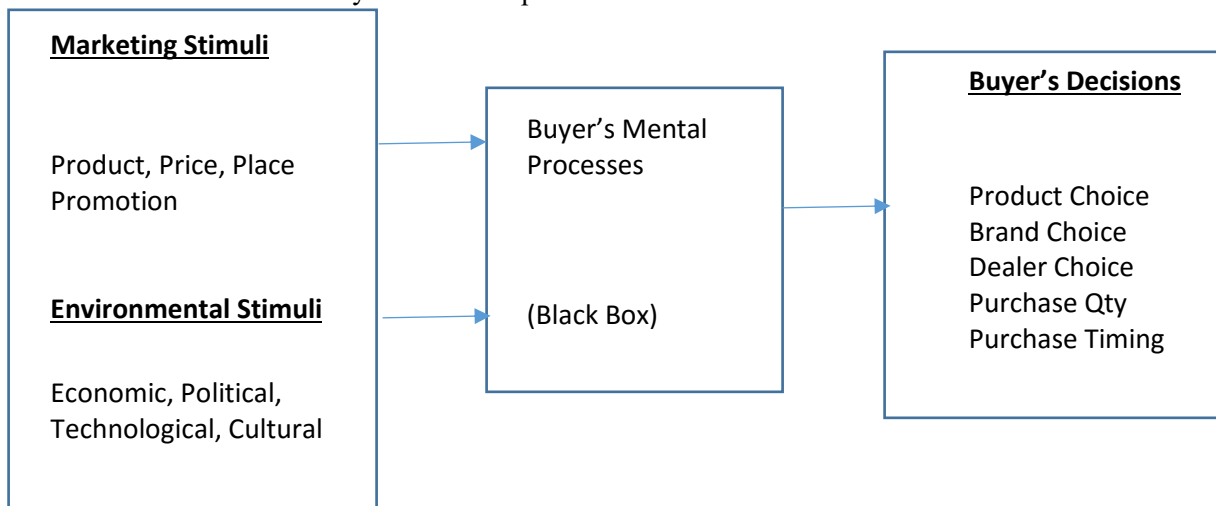 Marketing Stimuli
Product, Price, Place
Promotion
Environmental Stimuli
Economic, Political,
Technological, Cultural
Buyer's Mental
Processes
(Black Box)
Buyer's Decisions
Product Choice
Brand Choice
Dealer Choice
Purchase Qty
Purchase Timing